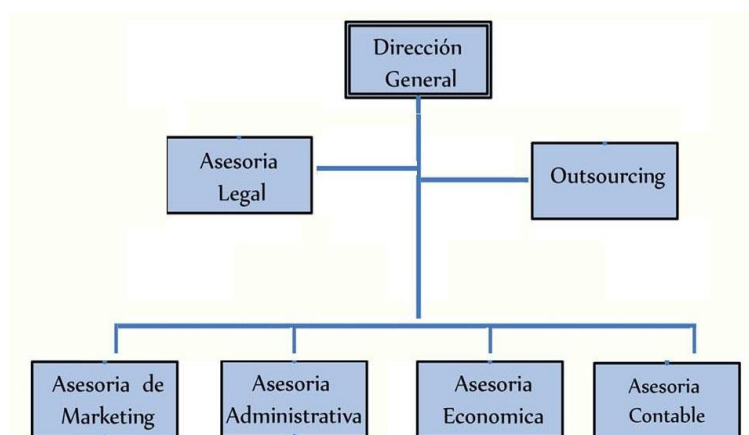 Dirección
General
Asesoria
Legal
Outsourcing
Asesoria de
Marketing
Asesoria
Administrativa
Asesoria
Economica
Asesoria
Contable